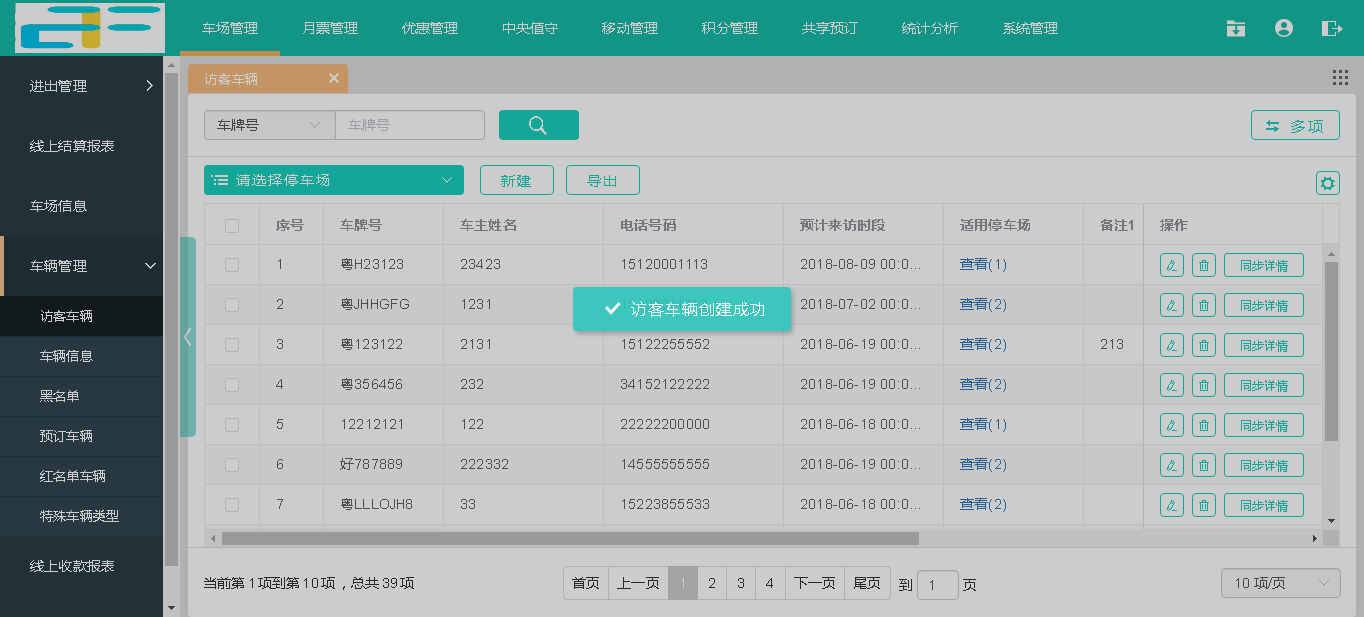 车场管理 月票管理 优惠管理 中央值守 移动管理 积分管理 共享预订 统计分析 系统管理
进出管理
线上结算报表
车场信息
车辆管理
访客车辆
车辆信息
黑名单
预订车辆
红名单车辆
特殊车辆类型
线上收款报表
访客车辆
车牌号 车牌号 多项
请选择停车场 新建 导出
序号 车牌号 车主姓名 电话号码 预计来访时段 适用停车场 备注1 操作
1 粤H23123 23423 15120001113 2018-08-09 00:0... 查看(1) 同步详情
2 粤JHHGFG 1231 2018-07-02 00:0... 查看(2) 同步详情
访客车辆创建成功
3 粤123122 2131 15122255552 2018-06-19 00:0... 查看(2) 213 同步详情
4 粤356456 232 34152122222 2018-06-19 00:0... 查看(2) 同步详情
5 12212121 122 22222200000 2018-06-18 00:0... 查看(1) 同步详情
6 好787889 222332 14555555555 2018-06-19 00:0... 查看(2) 同步详情
7 粤LLLOJH8 33 15223855533 2018-06-18 00:0... 查看(2) 同步详情
当前第 1项到第 10项 ，总共 39项 首页 上一页 1 2 3 4 下一页 尾页 到 1 页 10 项/页